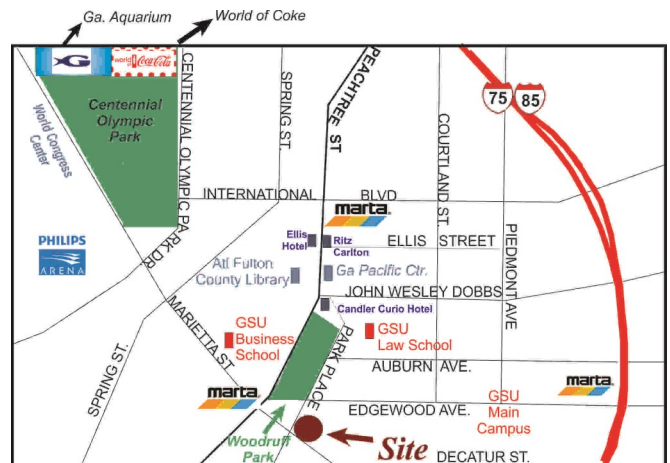 Ga. Aquarium
World of Coke
G
World of
Coca-Cola
Centennial
Olympic
Park
World Congress
Center
CENTENNIAL OLYMPIC PARK DR
SPRING ST.
PEACHTREE ST
COURTLAND ST.
75
85
INTERNATIONAL BLVD
marta
PIEDMONT AVE
PHILIPS
ARENA
Ellis
Hotel
Ritz
Carlton
ELLIS STREET
Atl Fulton
County Library
Ga Pacific Ctr.
JOHN WESLEY DOBBS
Candler Curio Hotel
MARIETTA ST
GSU
Business
School
PARK PLACE
GSU
Law School
AUBURN AVE.
SPRING ST.
marta
EDGEWOOD AVE.
GSU
Main
Campus
marta
Woodruff
Park
Site
DECATUR ST.